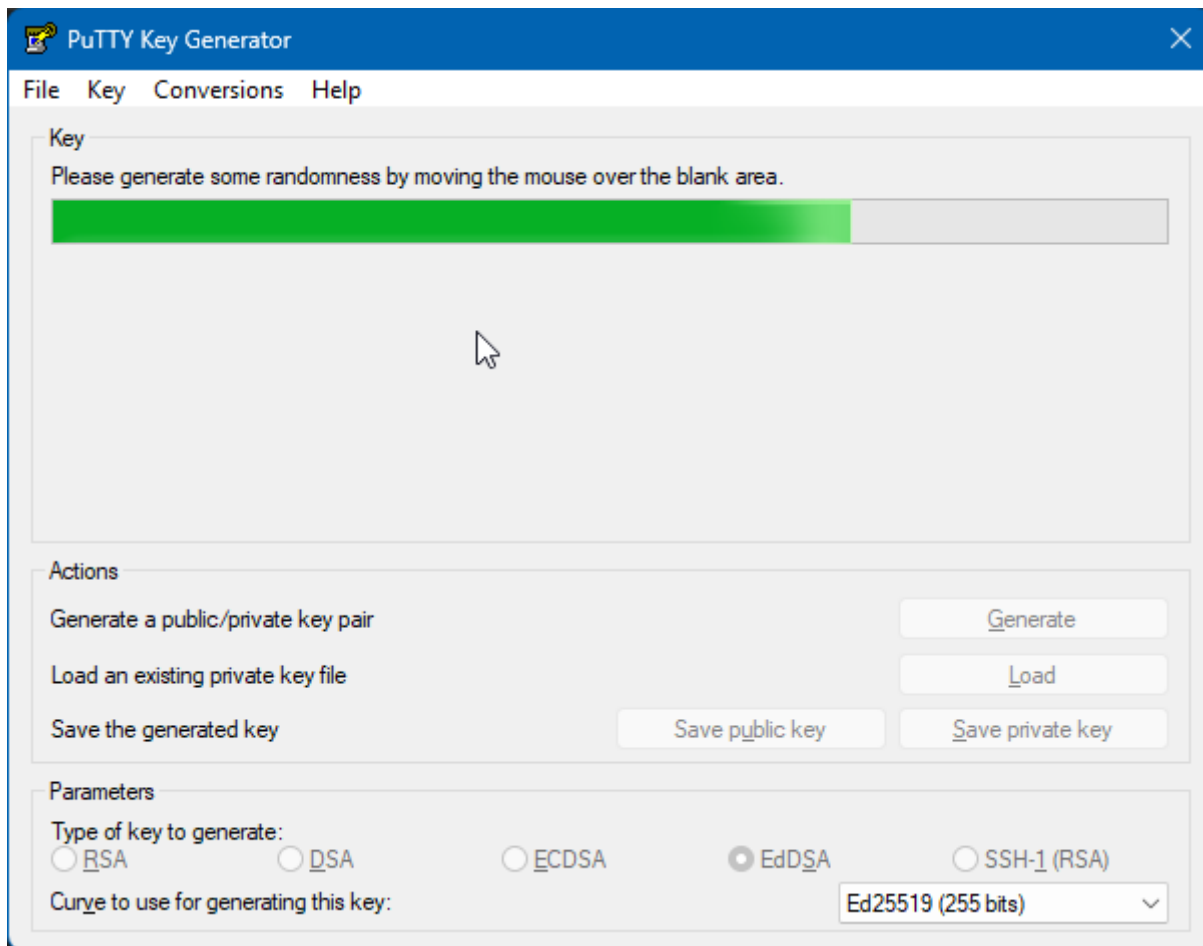 PuTTY Key Generator
File Key Conversions Help
Key
Please generate some randomness by moving the mouse over the blank area.
Actions
Generate a public/private key pair Generate
Load an existing private key file Load
Save the generated key Save public key Save private key
Parameters
Type of key to generate:
RSA DSA ECDSA EdDSA SSH-1 (RSA)
Curve to use for generating this key: Ed25519 (255 bits)